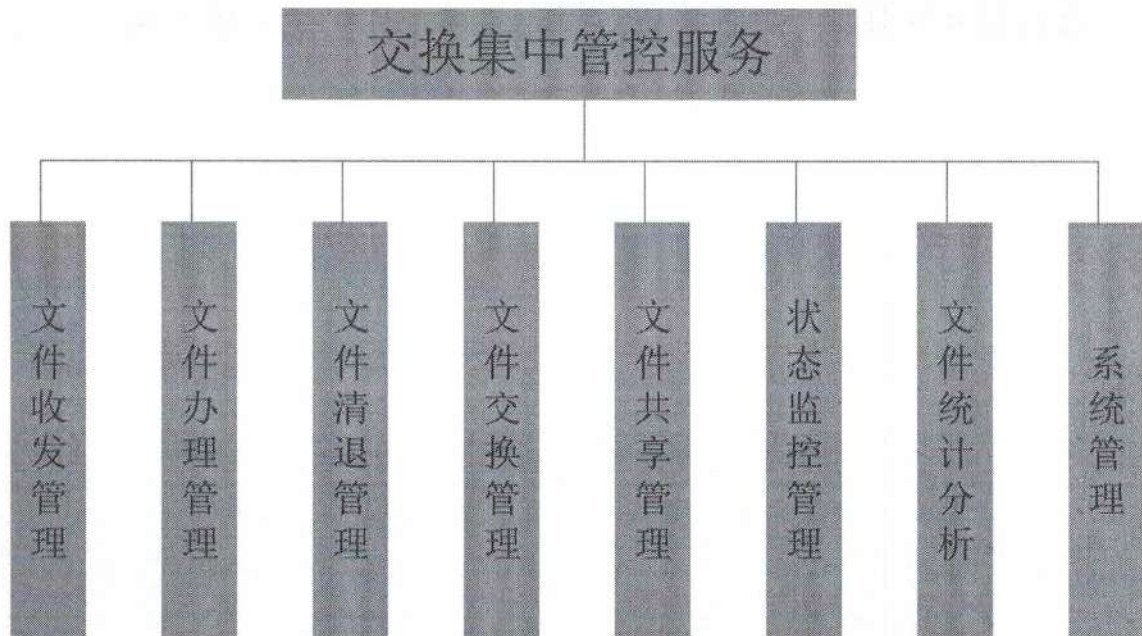 交换集中管控服务
文件收发管理
文件办理管理
文件清退管理
文件交换管理
文件共享管理
状态监控管理
文件统计分析
系统管理